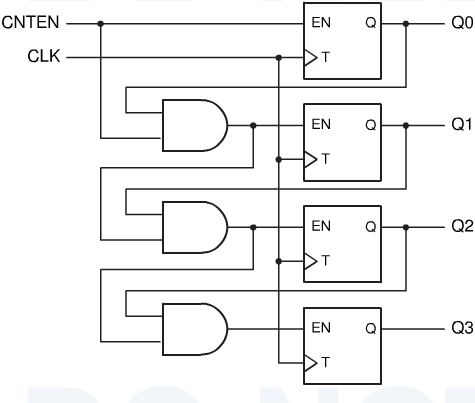 CNTEN EN Q Q0
CLK T
EN Q Q1
T
EN Q Q2
T
EN Q Q3
T